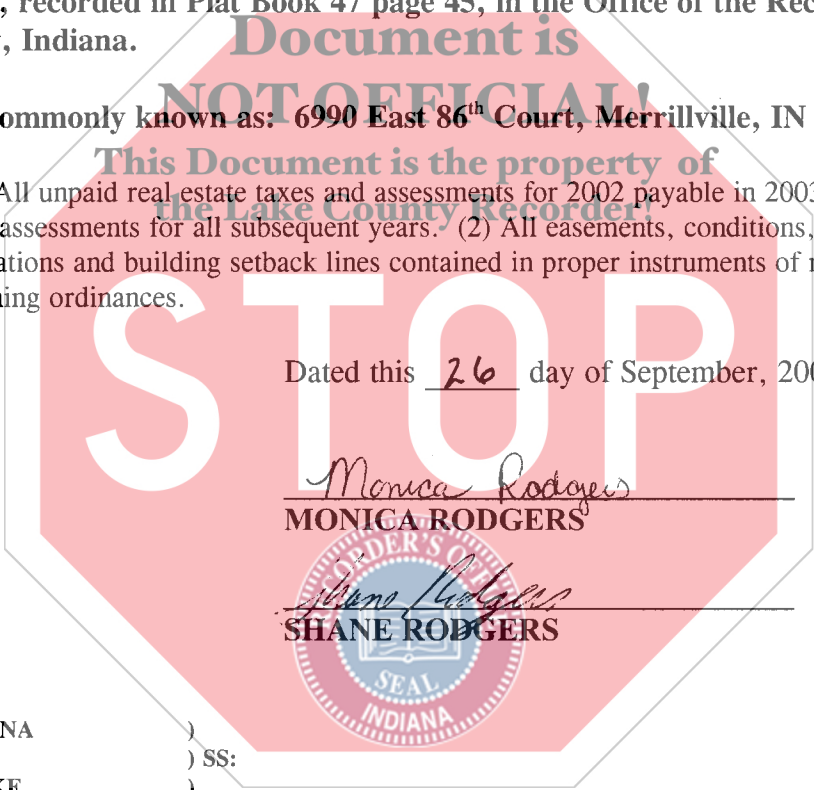 , recorded in Plat Book 47 page 45, in the Office of the Rec
, Indiana.
Document is
NOT OFFICIAL!
ommonly known as: 6990 East 86th Court, Merrillville, IN
This Document is the property of
the Lake County Recorder!
All unpaid real estate taxes and assessments for 2002 payable in 2003
assessments for all subsequent years. (2) All easements, conditions,
ations and building setback lines contained in proper instruments of
ing ordinances.
STOP
Dated this 26 day of September, 200
Monica Rodgers
MONICA RODGERS
Shane Rodgers
SHANE RODGERS
RECORDER'S OFFICE
SEAL
INDIANA
NA )
) SS:
KE )